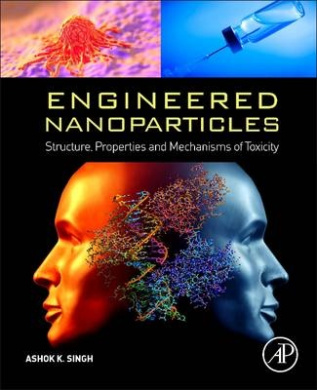 ENGINEERED
NANOPARTICLES
Structure, Properties and Mechanisms of Toxicity
ASHOK K. SINGH
AP